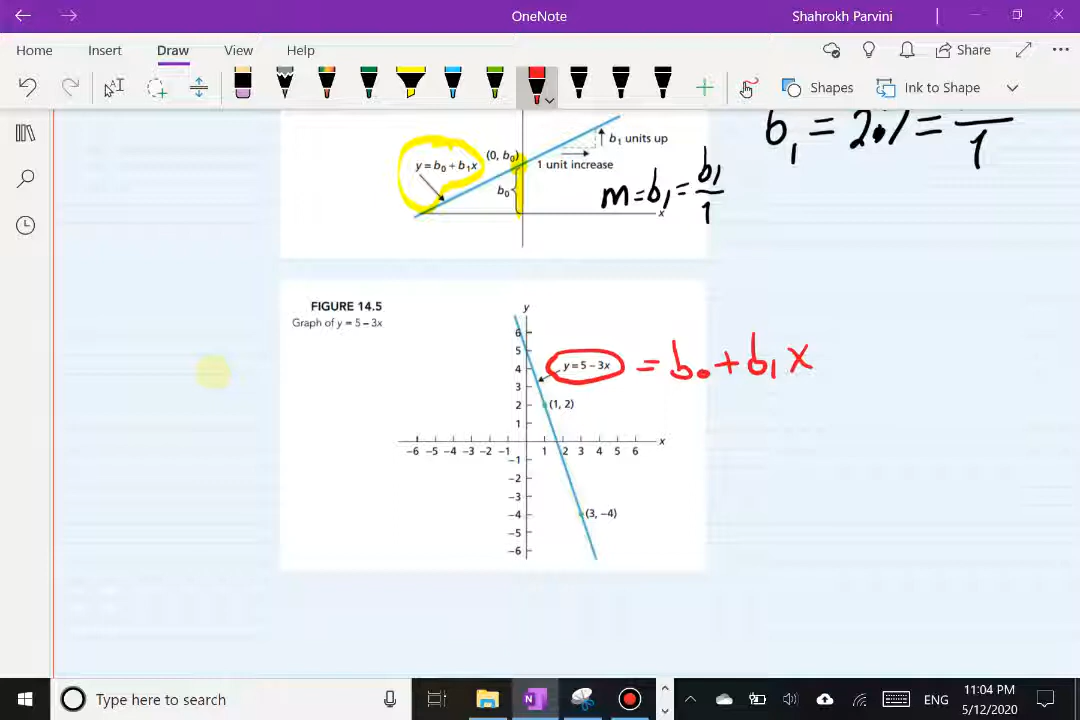 OneNote
Shahrokh Parvini
Home Insert Draw View Help
Share
Shapes
Ink to Shape
b₁ = 2.1 = 
1
y = b₀ + b₁x
(0, b₀)
b₁ units up
1 unit increase
b₀
m = b₁ = b₁/1
x
FIGURE 14.5
Graph of y = 5 – 3x
y
6
5
y = 5 – 3x = b₀ + b₁ x
4
3
2 (1, 2)
1
x
–6 –5 –4 –3 –2 –1 1 2 3 4 5 6
–1
–2
–3
–4 (3, –4)
–5
–6
Type here to search
ENG
11:04 PM
5/12/2020